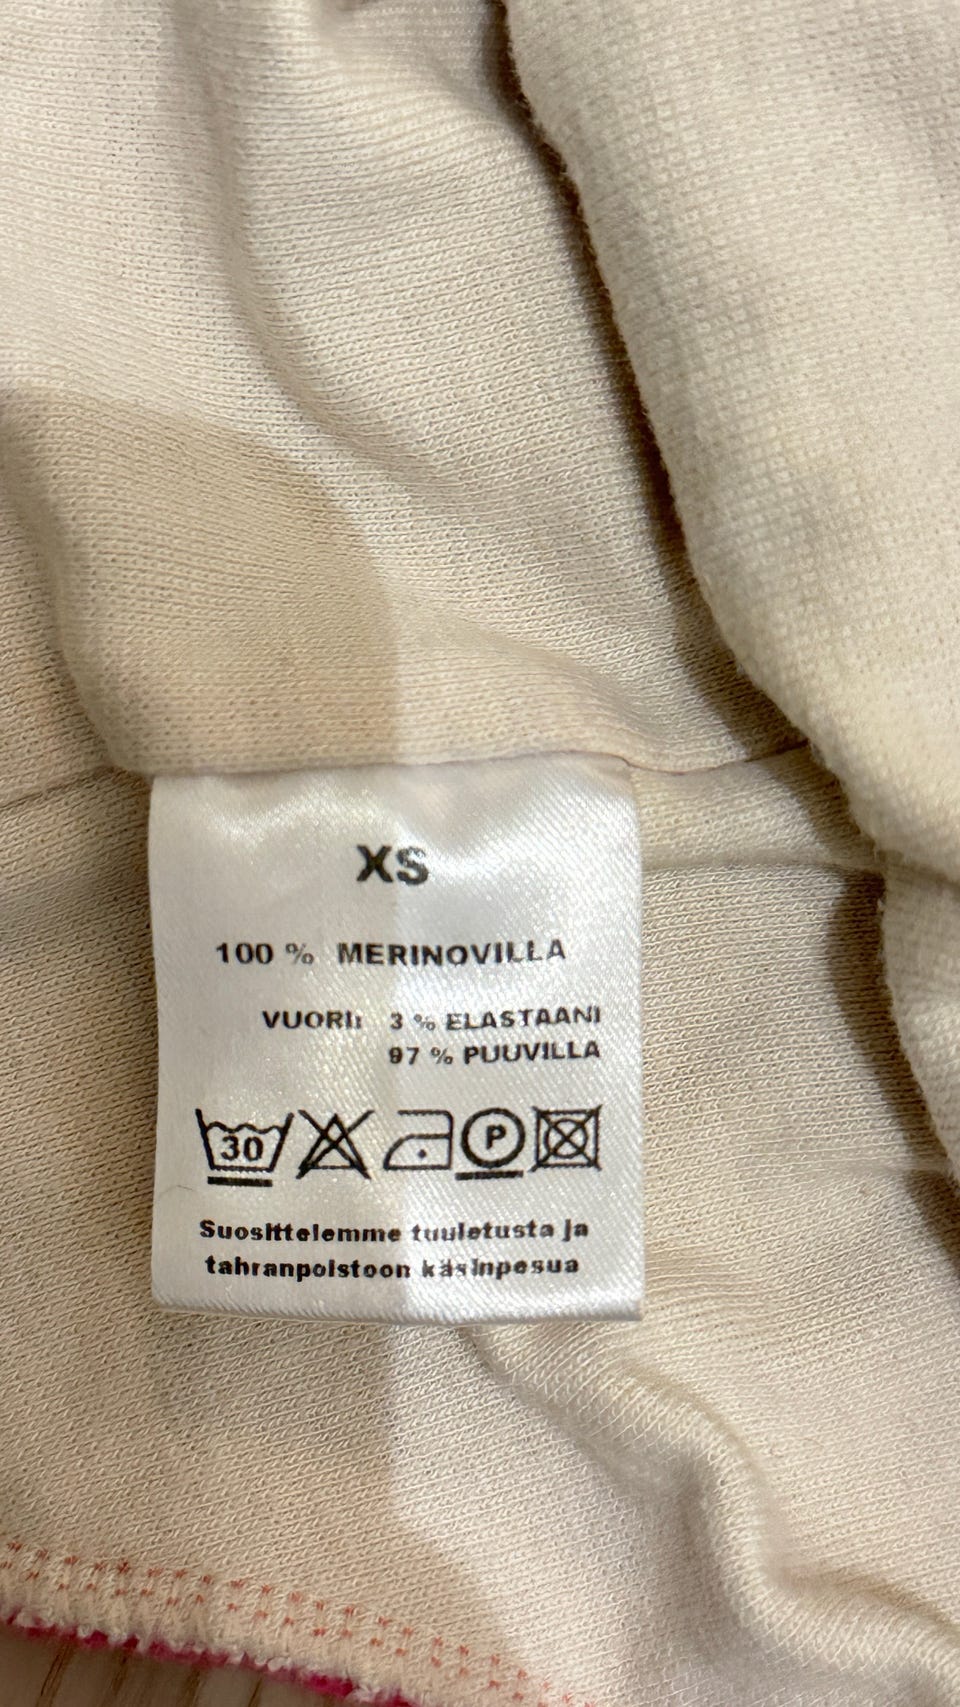 XS
100 % MERINOVILLA
VUORI: 3 % ELASTAANI
97 % PUUVILLA
30 P
Suosittelemme tuuletusta ja
tahranpoistoon käsinpesua